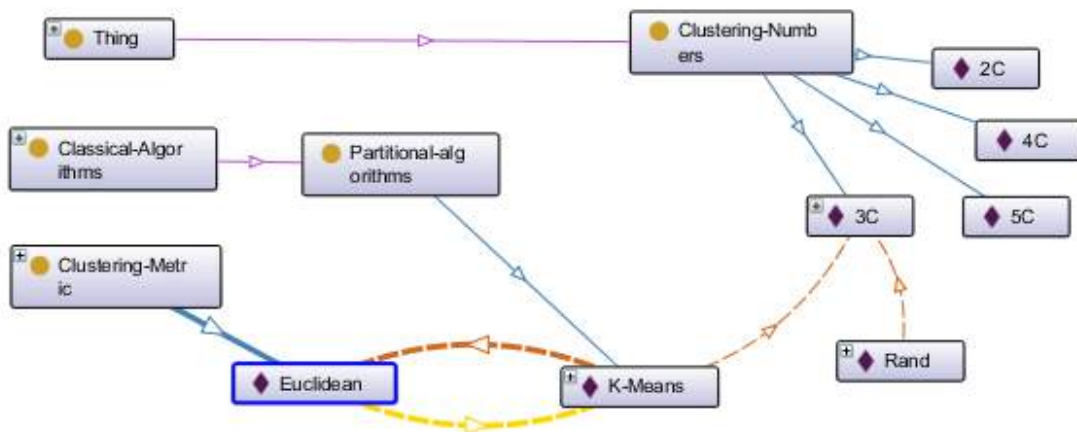 Thing
Clustering-Numb
ers
2C
4C
Classical-Algor
ithms
Partitional-alg
orithms
3C
5C
Clustering-Metr
ic
Euclidean
K-Means
Rand